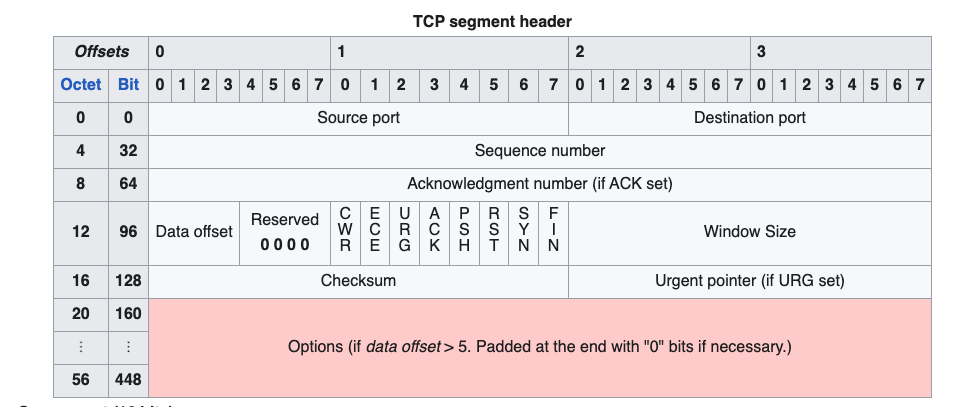 TCP segment header
Offsets 0 1 2 3
Octet Bit 0 1 2 3 4 5 6 7 0 1 2 3 4 5 6 7 0 1 2 3 4 5 6 7 0 1 2 3 4 5 6 7
0 0 Source port Destination port
4 32 Sequence number
8 64 Acknowledgment number (if ACK set)
12 96 Data offset Reserved 0 0 0 0 CWR ECE URG ACK PSH RST SYN FIN Window Size
16 128 Checksum Urgent pointer (if URG set)
20 160
⋮ ⋮ Options (if data offset > 5. Padded at the end with "0" bits if necessary.)
56 448